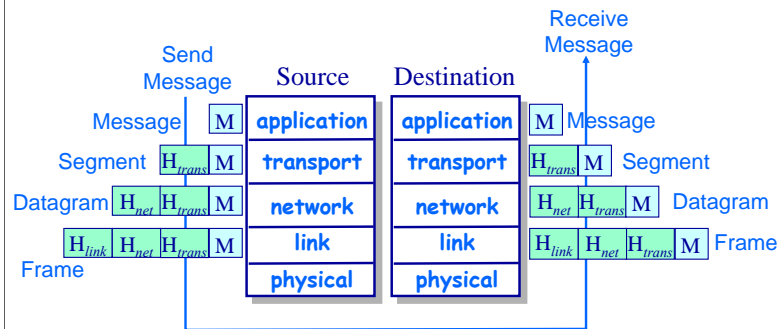 Receive
Message
Send
Message
Source
Destination
Message M application application M Message
Segment H trans M transport transport H trans M Segment
Datagram H net H trans M network network H net H trans M Datagram
H link H net H trans M link link H link H net H trans M Frame
Frame
physical physical